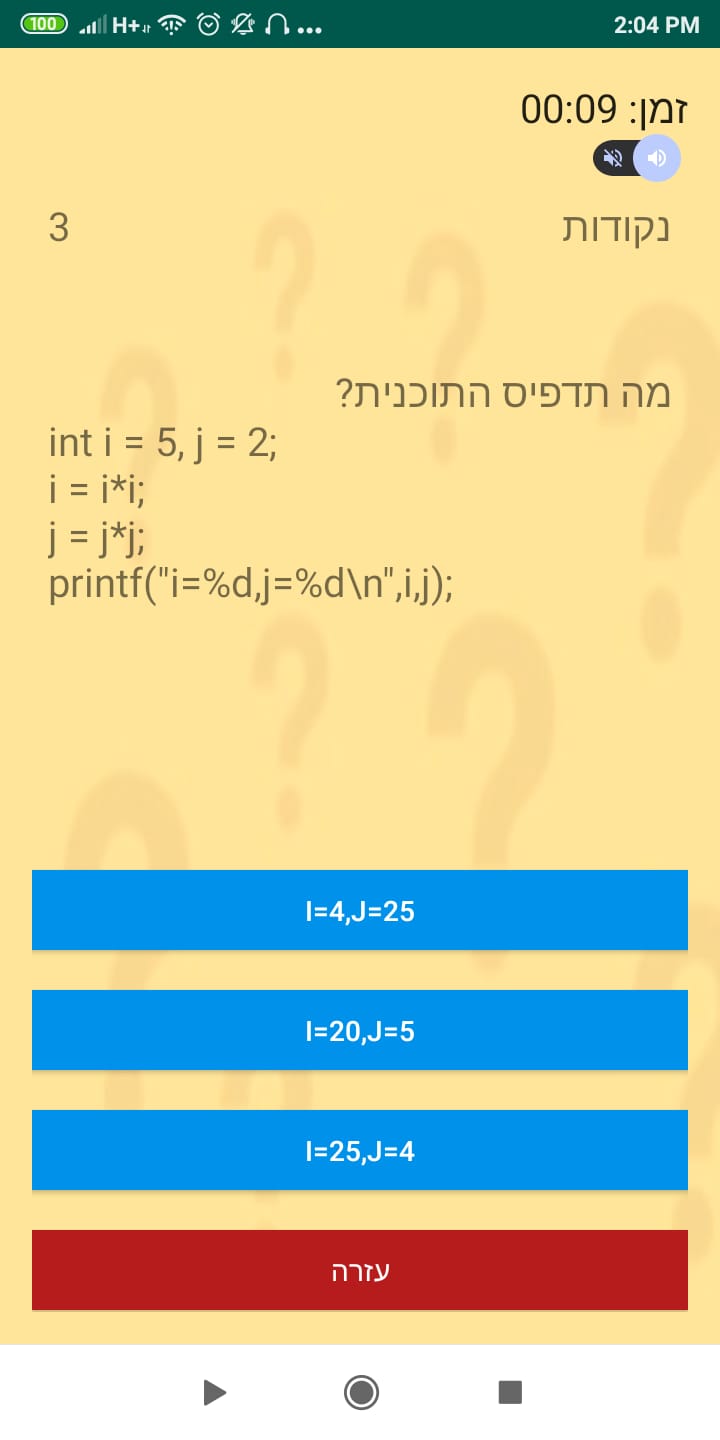 100 H+ 2:04 PM
זמן: 00:09
נקודות 3
מה תדפיס התוכנית?
int i = 5, j = 2;
i = i*i;
j = j*j;
printf("i=%d,j=%d\n",i,j);
I=4,J=25
I=20,J=5
I=25,J=4
עזרה